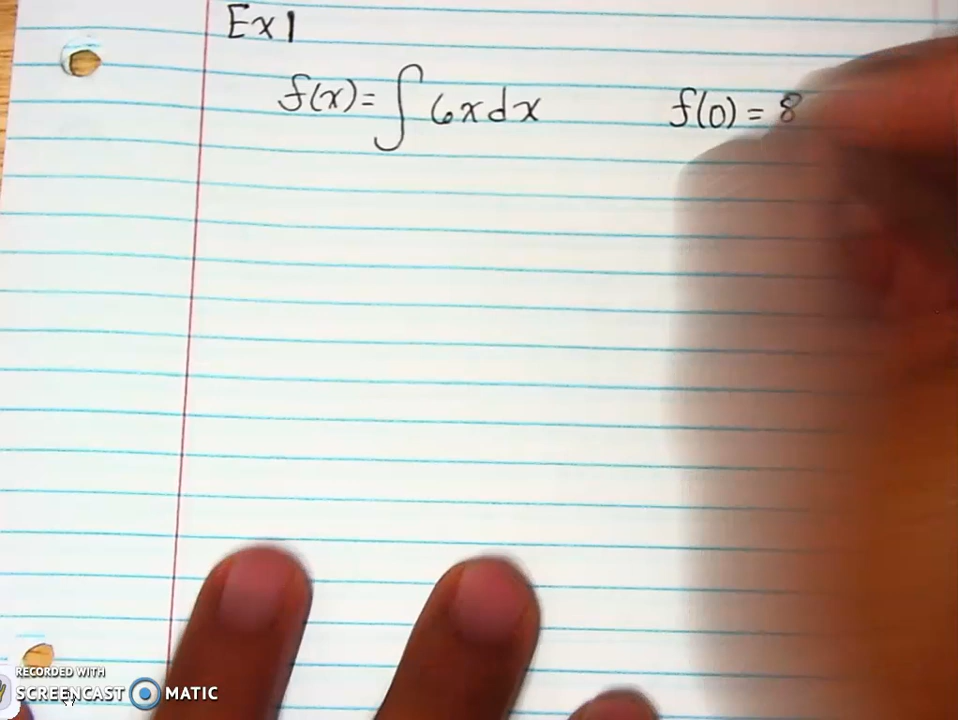 Ex1
f(x) = ∫ 6x dx f(0) = 8
RECORDED WITH
SCREENCAST MATIC